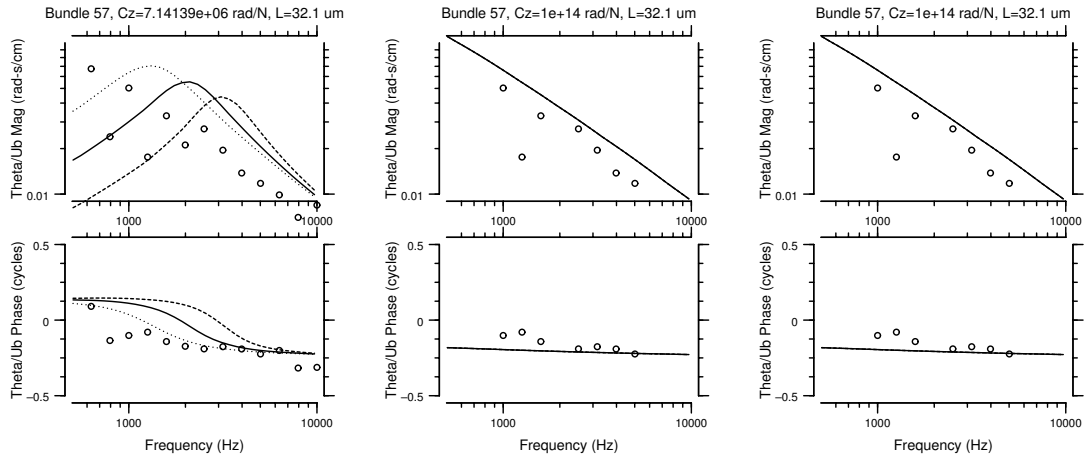 Bundle 57, Cz=7.14139e+06 rad/N, L=32.1 um
Theta/Ub Mag (rad-s/cm)
0.01
1000
10000
Theta/Ub Phase (cycles)
0.5
0
−0.5
1000
10000
Frequency (Hz)
Bundle 57, Cz=1e+14 rad/N, L=32.1 um
Theta/Ub Mag (rad-s/cm)
0.01
1000
10000
Theta/Ub Phase (cycles)
0.5
0
−0.5
1000
10000
Frequency (Hz)
Bundle 57, Cz=1e+14 rad/N, L=32.1 um
Theta/Ub Mag (rad-s/cm)
0.01
1000
10000
Theta/Ub Phase (cycles)
0.5
0
−0.5
1000
10000
Frequency (Hz)